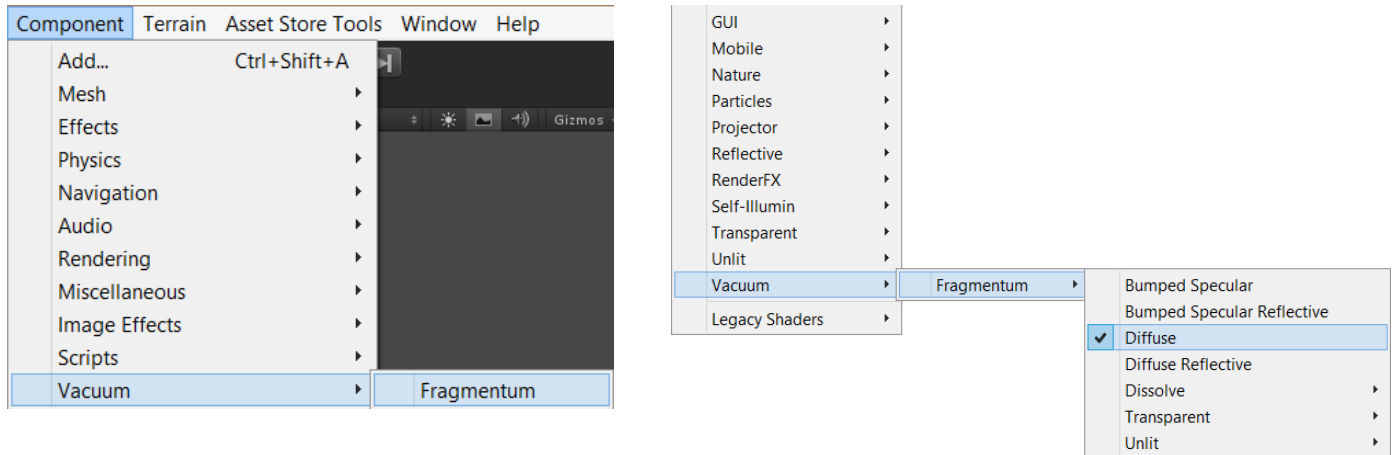 Component Terrain Asset Store Tools Window Help
Add... Ctrl+Shift+A
Mesh
Effects
Physics
Navigation
Audio
Rendering
Miscellaneous
Image Effects
Scripts
Vacuum
Fragmentum
Gizmos
GUI
Mobile
Nature
Particles
Projector
Reflective
RenderFX
Self-Illumin
Transparent
Unlit
Vacuum
Legacy Shaders
Fragmentum
Bumped Specular
Bumped Specular Reflective
Diffuse
Diffuse Reflective
Dissolve
Transparent
Unlit